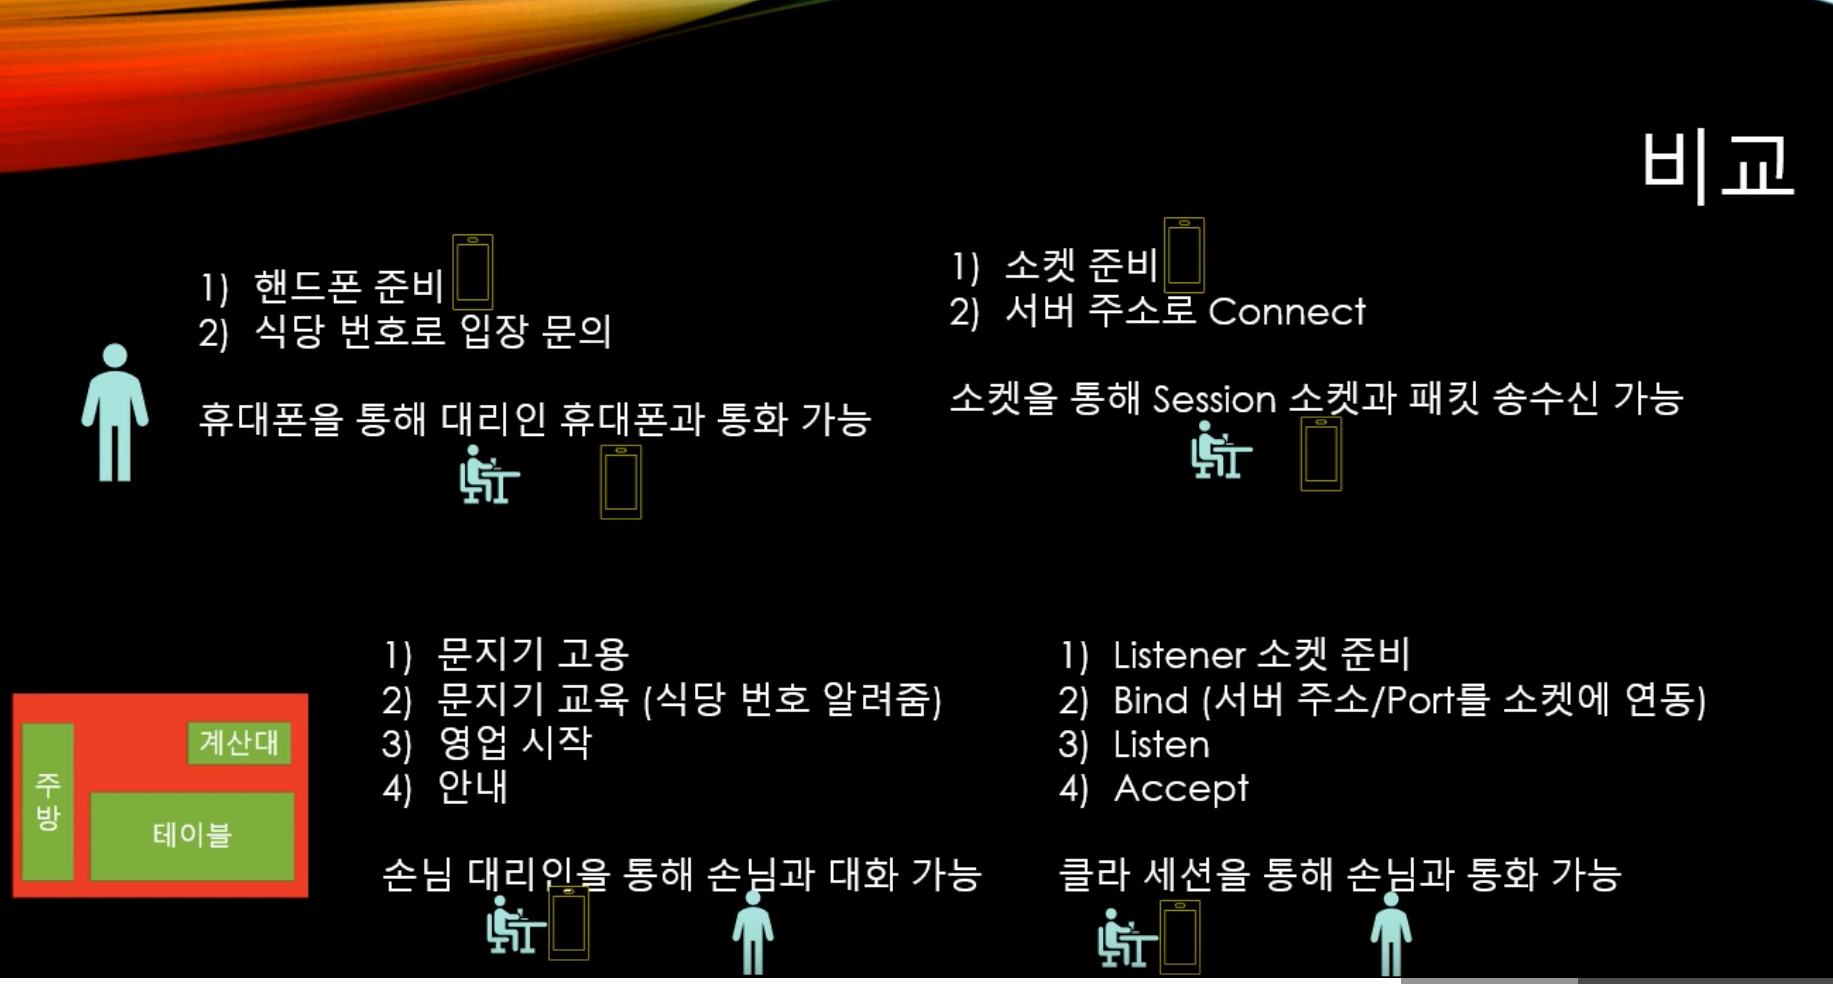 비교
1) 핸드폰 준비
2) 식당 번호로 입장 문의
휴대폰을 통해 대리인 휴대폰과 통화 가능
1) 소켓 준비
2) 서버 주소로 Connect
소켓을 통해 Session 소켓과 패킷 송수신 가능
주
방
계산대
테이블
1) 문지기 고용
2) 문지기 교육 (식당 번호 알려줌)
3) 영업 시작
4) 안내
손님 대리인을 통해 손님과 대화 가능
1) Listener 소켓 준비
2) Bind (서버 주소/Port를 소켓에 연동)
3) Listen
4) Accept
클라 세션을 통해 손님과 통화 가능